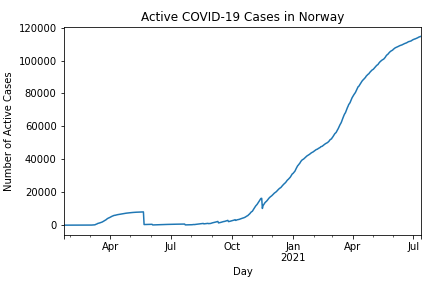 Active COVID-19 Cases in Norway
120000
100000
80000
60000
40000
20000
0
Number of Active Cases
Apr Jul Oct Jan Apr Jul
2021
Day